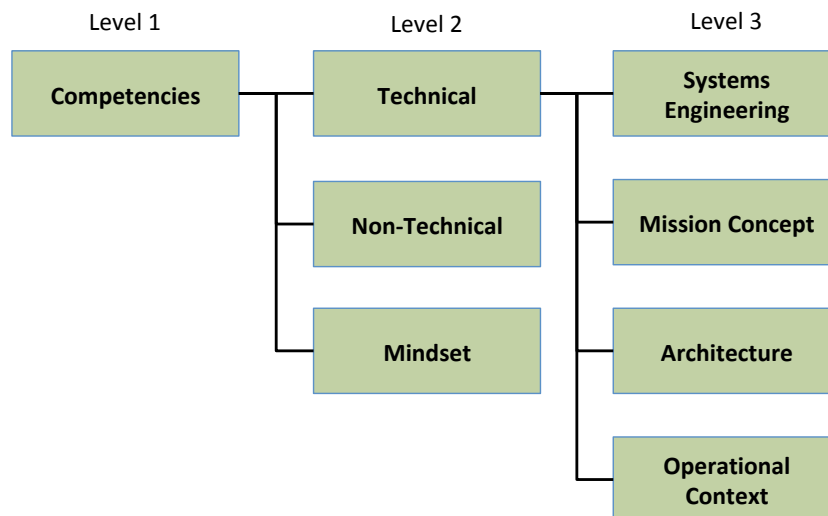 Level 1
Level 2
Level 3
Competencies
Technical
Systems
Engineering
Non-Technical
Mission Concept
Mindset
Architecture
Operational
Context